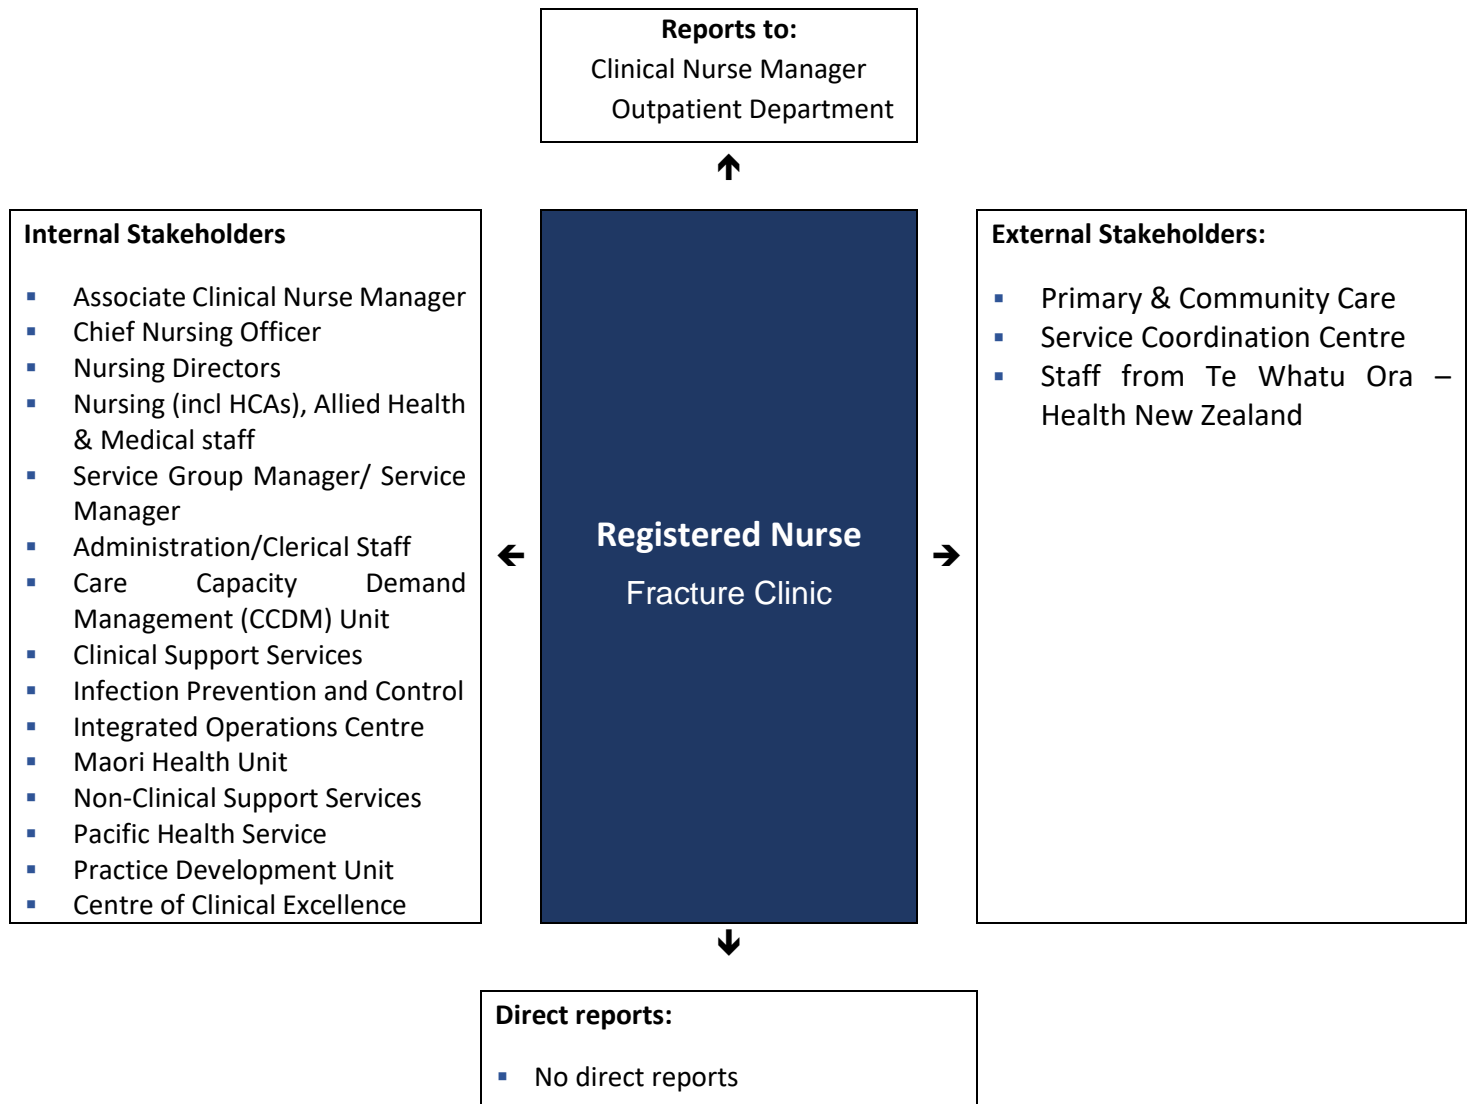 Reports to:
Clinical Nurse Manager
Outpatient Department
Internal Stakeholders
Associate Clinical Nurse Manager
Chief Nursing Officer
Nursing Directors
Nursing (incl HCAs), Allied Health
& Medical staff
Service Group Manager/ Service
Manager
Administration/Clerical Staff
Care Capacity Demand
Management (CCDM) Unit
Clinical Support Services
Infection Prevention and Control
Integrated Operations Centre
Maori Health Unit
Non-Clinical Support Services
Pacific Health Service
Practice Development Unit
Centre of Clinical Excellence
Registered Nurse
Fracture Clinic
External Stakeholders:
Primary & Community Care
Service Coordination Centre
Staff from Te Whatu Ora –
Health New Zealand
Direct reports:
No direct reports